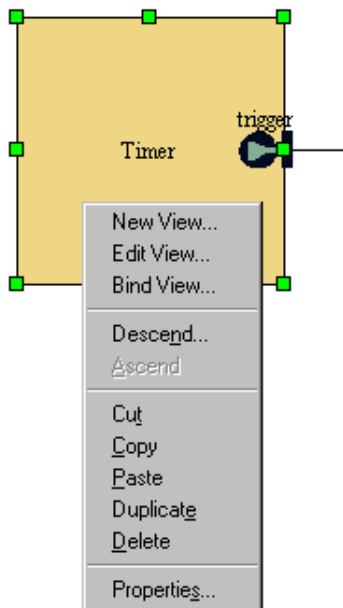 trigger
Timer
New View...
Edit View...
Bind View...
Descend...
Ascend
Cut
Copy
Paste
Duplicate
Delete
Properties...